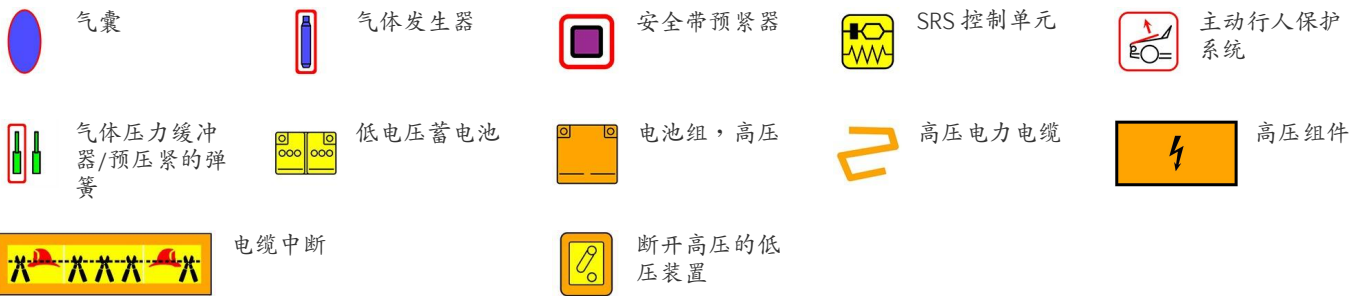 气囊
气体发生器
安全带预紧器
SRS 控制单元
主动行人保护
系统
气体压力缓冲
器/预压紧的弹
簧
低电压蓄电池
电池组，高压
高压电力电缆
高压组件
电缆中断
断开高压的低
压装置